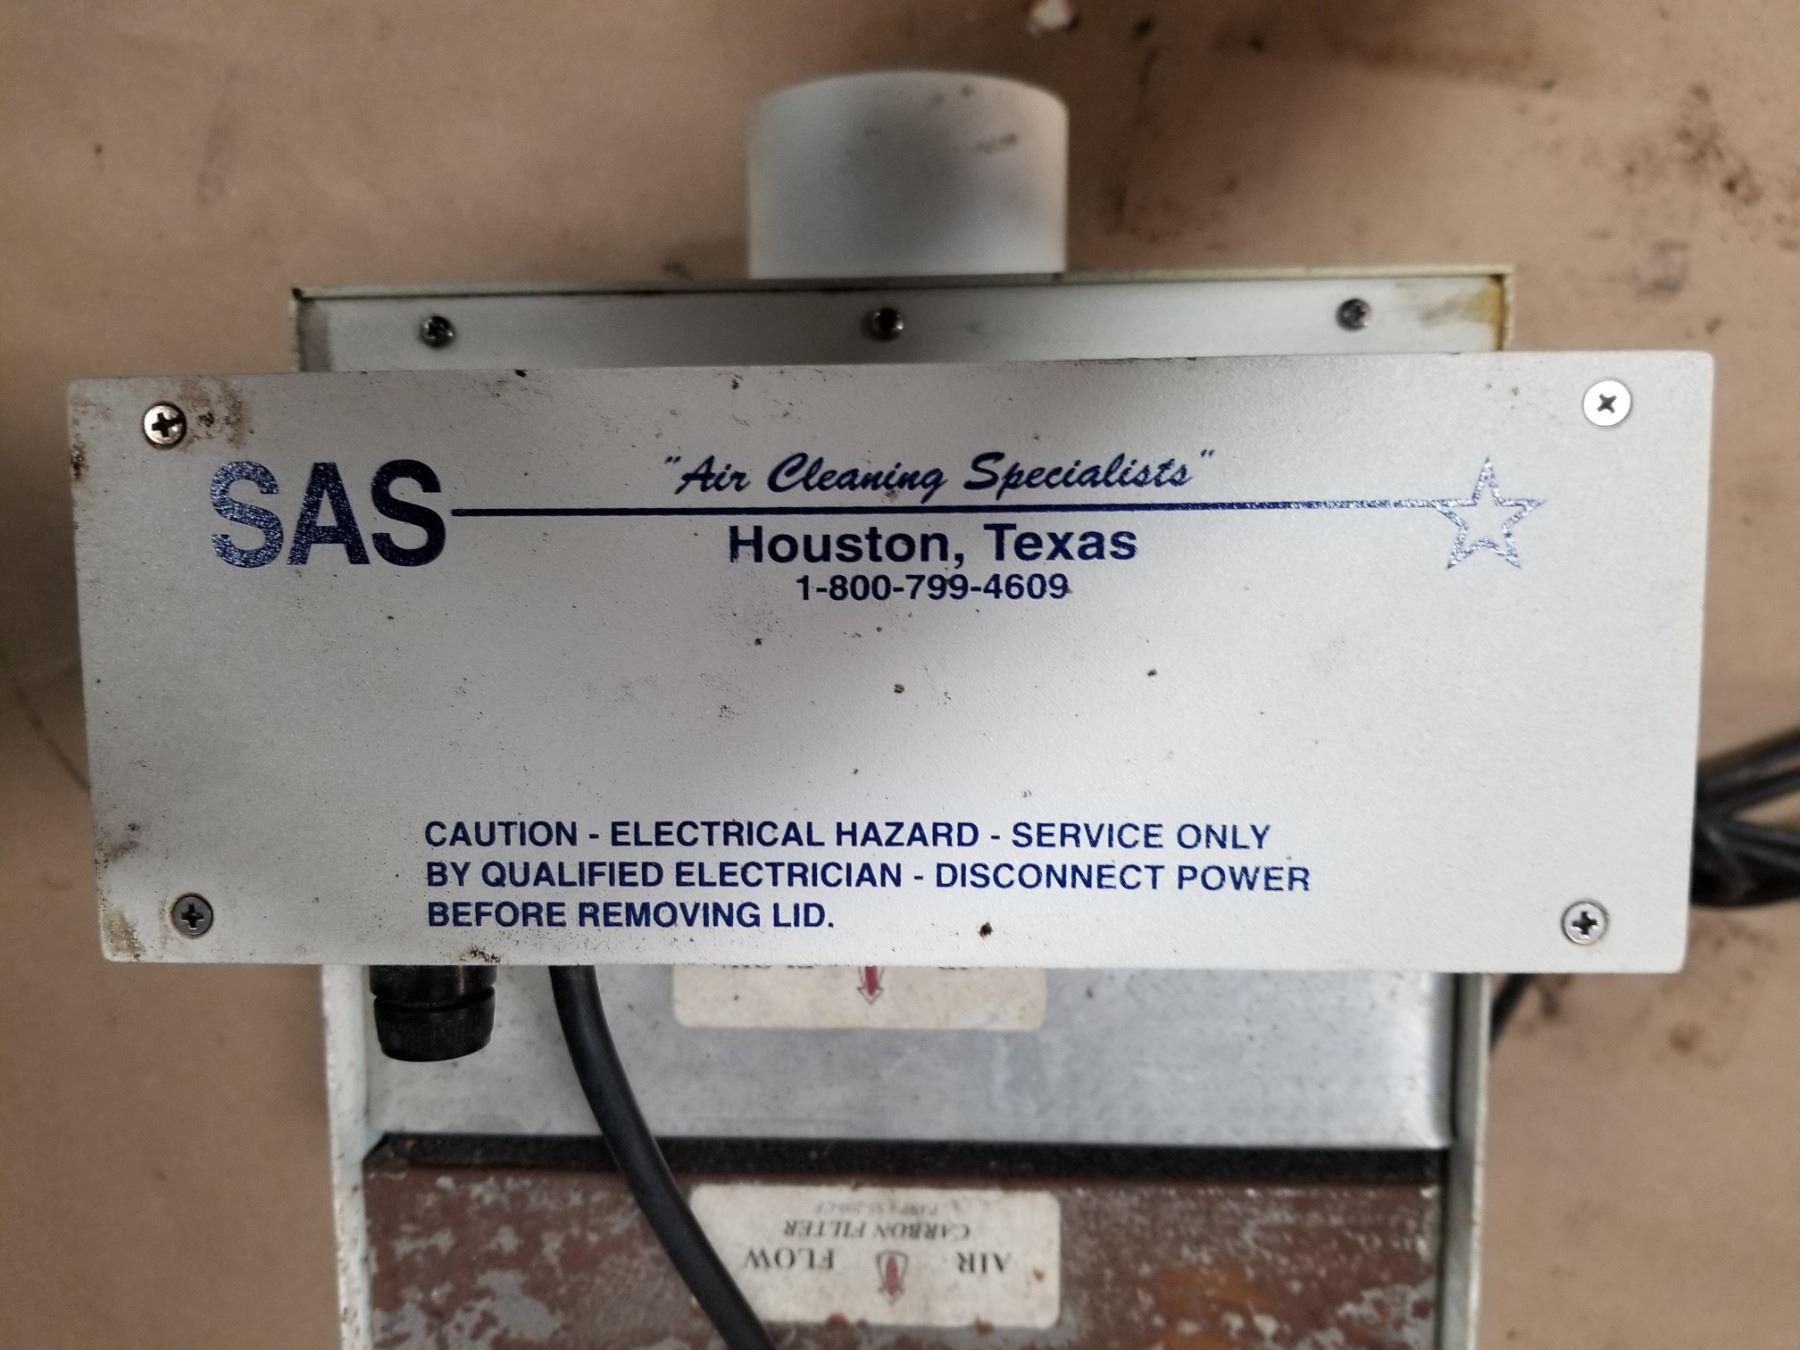 SAS
"Air Cleaning Specialists"
Houston, Texas
1-800-799-4609
CAUTION - ELECTRICAL HAZARD - SERVICE ONLY
BY QUALIFIED ELECTRICIAN - DISCONNECT POWER
BEFORE REMOVING LID.
AIR FLOW
CARBON FILTER